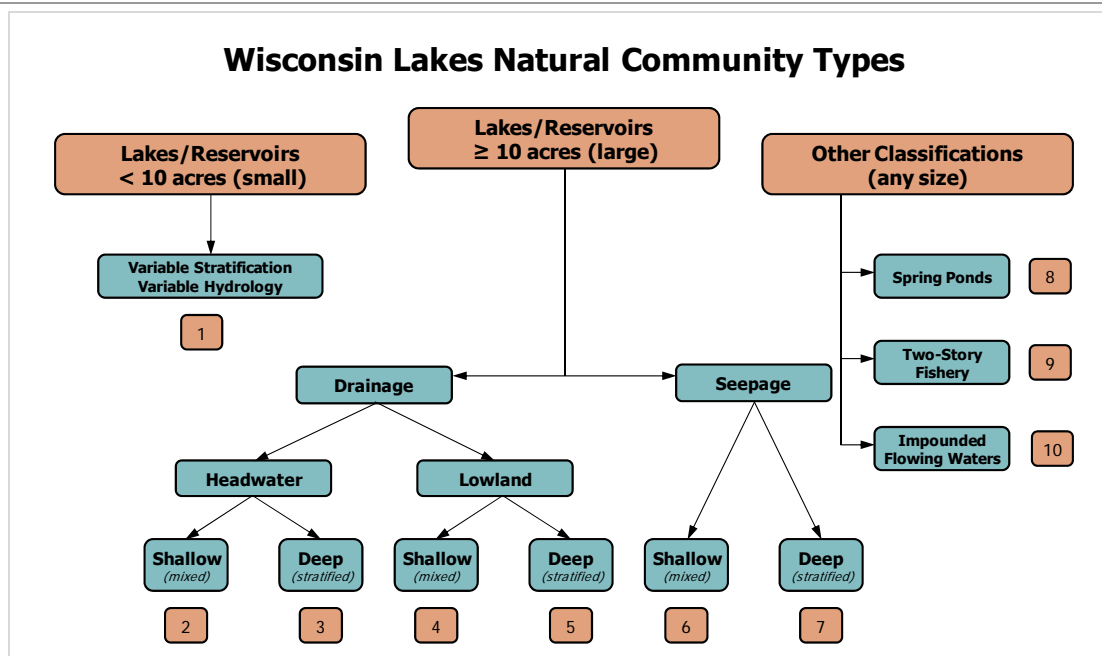 Wisconsin Lakes Natural Community Types
Lakes/Reservoirs
< 10 acres (small)
Lakes/Reservoirs
≥ 10 acres (large)
Other Classifications
(any size)
Variable Stratification
Variable Hydrology
1
Spring Ponds
8
Two-Story
Fishery
9
Impounded
Flowing Waters
10
Drainage
Seepage
Headwater
Lowland
Shallow
(mixed)
Deep
(stratified)
Shallow
(mixed)
Deep
(stratified)
Shallow
(mixed)
Deep
(stratified)
2
3
4
5
6
7